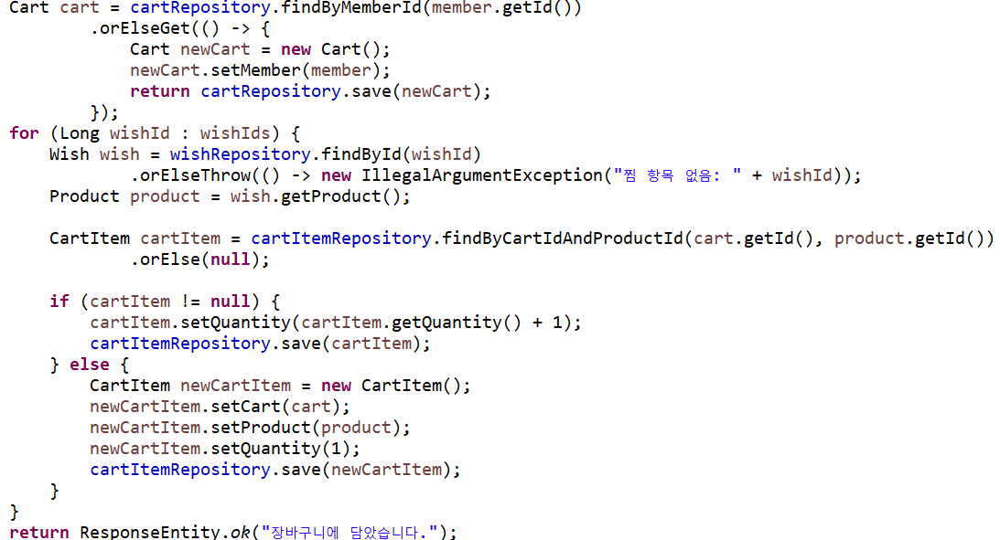 Cart cart = cartRepository.findByMemberId(member.getId())
        .orElseGet(() -> {
            Cart newCart = new Cart();
            newCart.setMember(member);
            return cartRepository.save(newCart);
        });
for (Long wishId : wishIds) {
    Wish wish = wishRepository.findById(wishId)
            .orElseThrow(() -> new IllegalArgumentException("찜 항목 없음: " + wishId));
    Product product = wish.getProduct();

    CartItem cartItem = cartItemRepository.findByCartIdAndProductId(cart.getId(), product.getId())
            .orElse(null);

    if (cartItem != null) {
        cartItem.setQuantity(cartItem.getQuantity() + 1);
        cartItemRepository.save(cartItem);
    } else {
        CartItem newCartItem = new CartItem();
        newCartItem.setCart(cart);
        newCartItem.setProduct(product);
        newCartItem.setQuantity(1);
        cartItemRepository.save(newCartItem);
    }
}
return ResponseEntity.ok("장바구니에 담았습니다.");